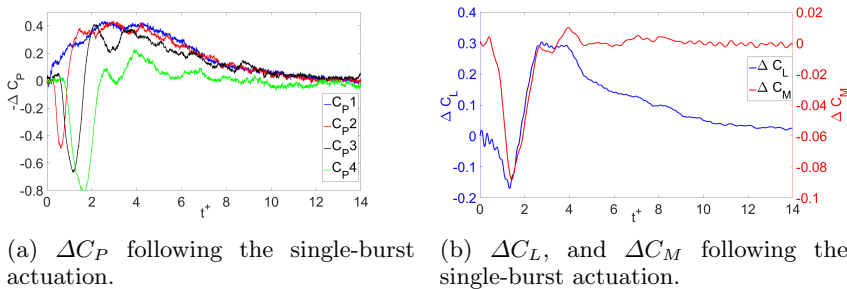 0.4
0.2
0
-0.2
-0.4
-0.6
-0.8
-Δ C_P
0 2 4 6 8 10 12 14
t^+
C_P1
C_P2
C_P3
C_P4
0.4
0.3
0.2
0.1
0
-0.1
-0.2
Δ C_L
0 2 4 6 8 10 12 14
t^+
0.02
0
-0.02
-0.04
-0.06
-0.08
-0.1
Δ C_M
Δ C_L
Δ C_M
(a) ΔC_P following the single-burst
actuation.
(b) ΔC_L, and ΔC_M following the
single-burst actuation.